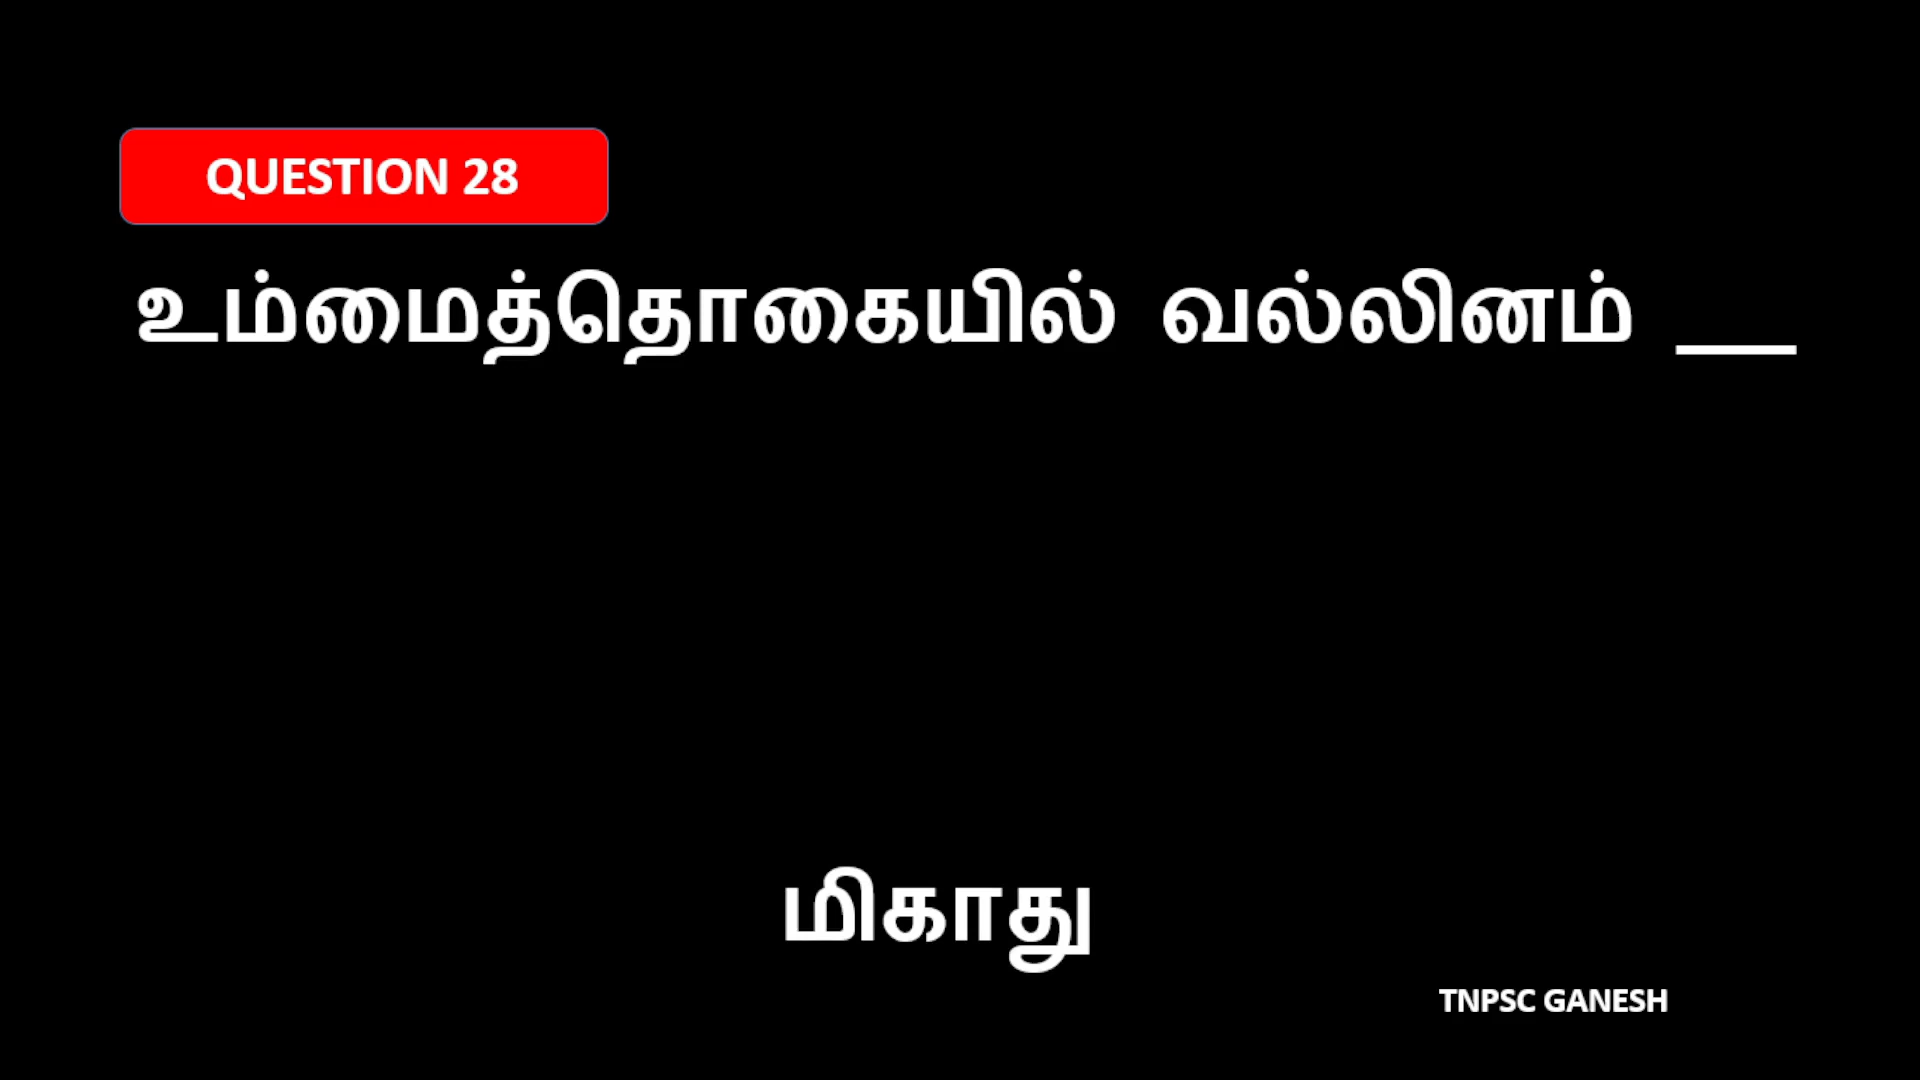 QUESTION 28
உம்மைத்தொகையில் வல்லினம் ___
மிகாது
TNPSC GANESH